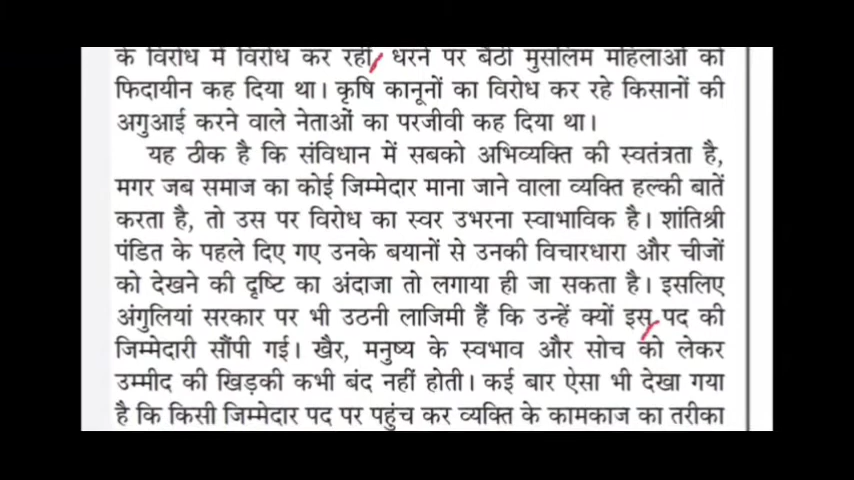 के विरोध में विरोध कर रहीं, धरने पर बैठी मुसलिम महिलाओं को
फिदायीन कह दिया था। कृषि कानूनों का विरोध कर रहे किसानों की
अगुआई करने वाले नेताओं का परजीवी कह दिया था।
यह ठीक है कि संविधान में सबको अभिव्यक्ति की स्वतंत्रता है,
मगर जब समाज का कोई जिम्मेदार माना जाने वाला व्यक्ति हल्की बातें
करता है, तो उस पर विरोध का स्वर उभरना स्वाभाविक है। शांतिश्री
पंडित के पहले दिए गए उनके बयानों से उनकी विचारधारा और चीजों
को देखने की दृष्टि का अंदाजा तो लगाया ही जा सकता है। इसलिए
अंगुलियां सरकार पर भी उठनी लाजिमी हैं कि उन्हें क्यों इस पद की
जिम्मेदारी सौंपी गई। खैर, मनुष्य के स्वभाव और सोच को लेकर
उम्मीद की खिड़की कभी बंद नहीं होती। कई बार ऐसा भी देखा गया
है कि किसी जिम्मेदार पद पर पहुंच कर व्यक्ति के कामकाज का तरीका